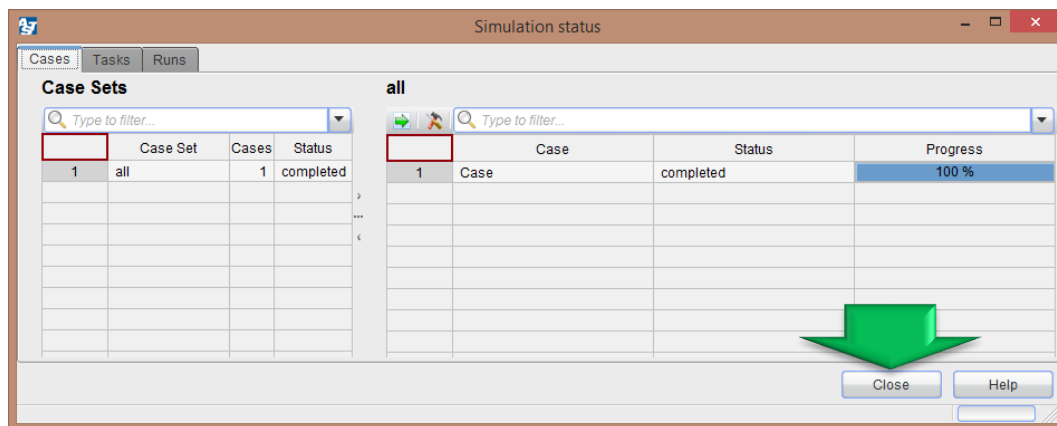 Simulation status
Cases Tasks Runs
Case Sets
all
Type to filter...
Type to filter...
Case Set Cases Status
Case Status Progress
1 all 1 completed
1 Case completed 100 %
Close Help